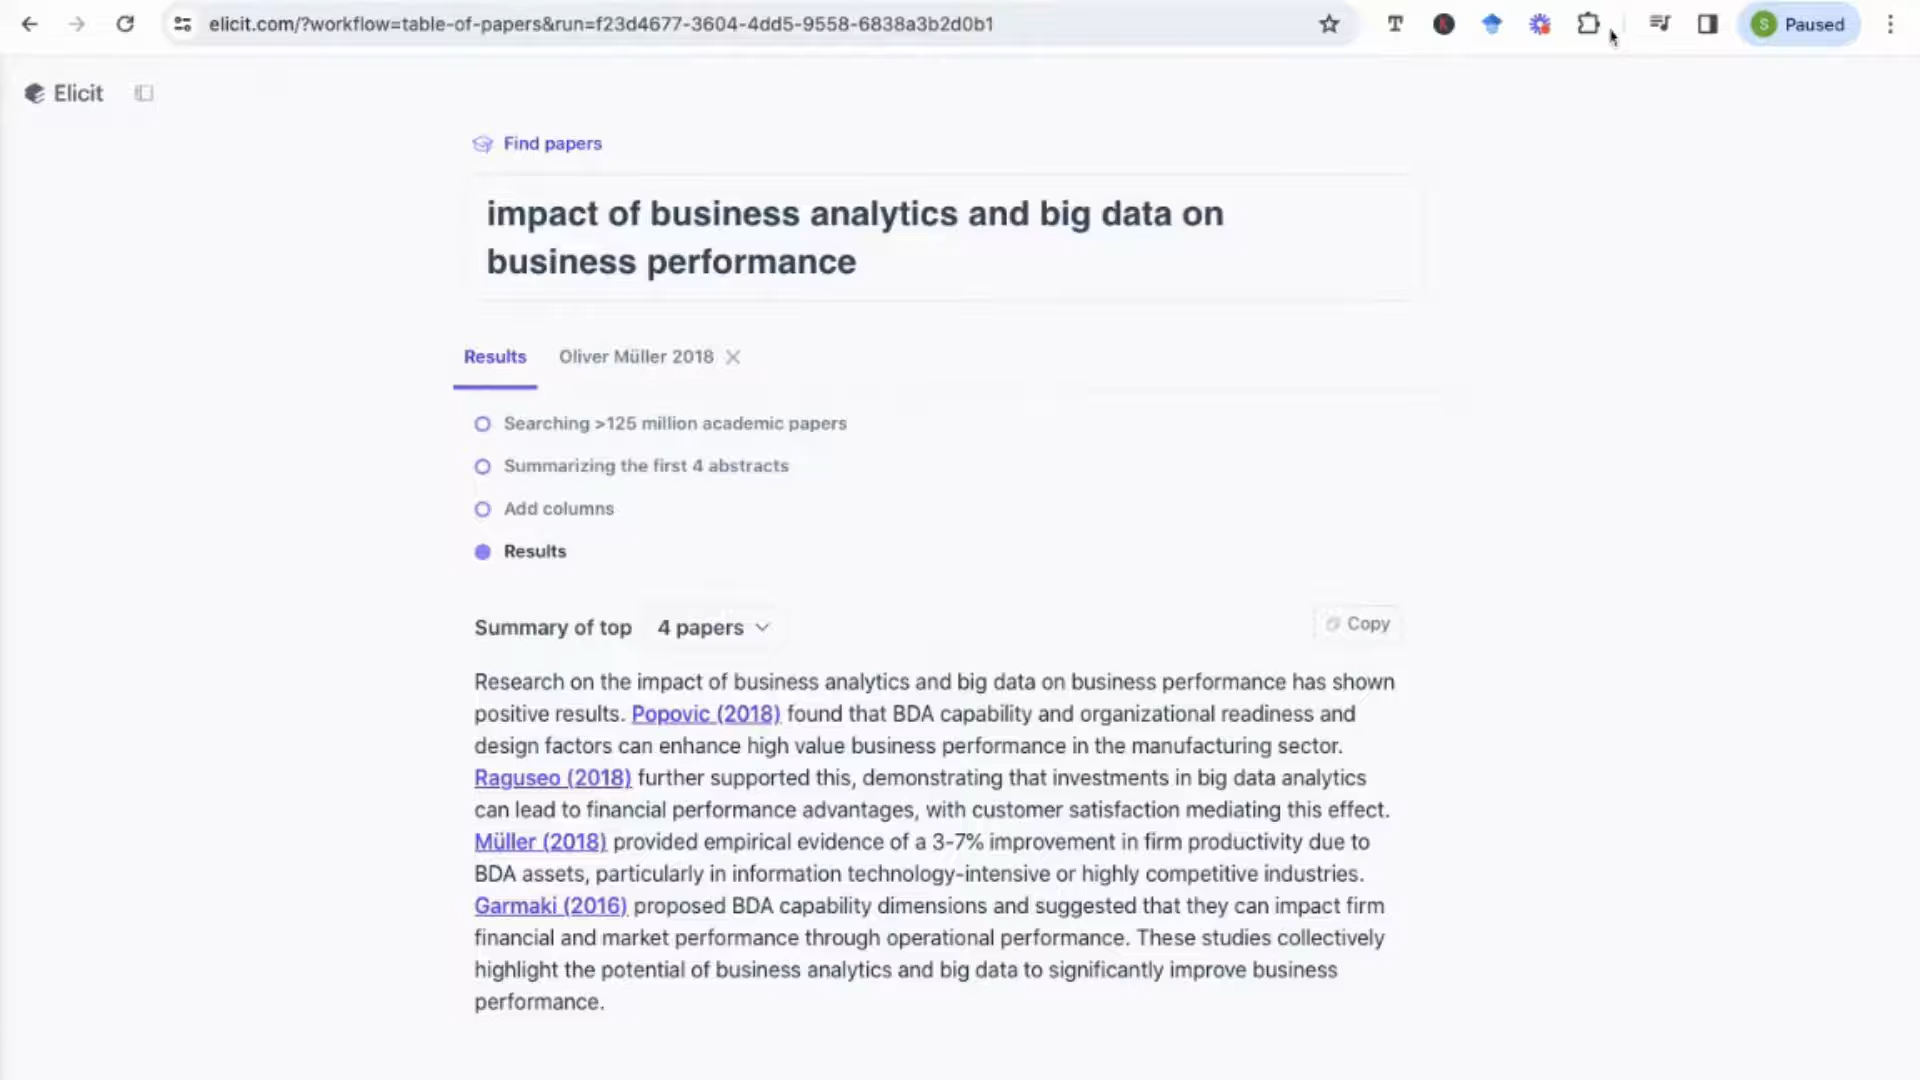 elicit.com/?workflow=table-of-papers&run=f23d4677-3604-4dd5-9558-6838a3b2d0b1
T
S
Paused
Elicit
Find papers
impact of business analytics and big data on
business performance
Results
Oliver Müller 2018
Searching >125 million academic papers
Summarizing the first 4 abstracts
Add columns
Results
Summary of top
4 papers
Copy
Research on the impact of business analytics and big data on business performance has shown
positive results. Popovic (2018) found that BDA capability and organizational readiness and
design factors can enhance high value business performance in the manufacturing sector.
Raguseo (2018) further supported this, demonstrating that investments in big data analytics
can lead to financial performance advantages, with customer satisfaction mediating this effect.
Müller (2018) provided empirical evidence of a 3-7% improvement in firm productivity due to
BDA assets, particularly in information technology-intensive or highly competitive industries.
Garmaki (2016) proposed BDA capability dimensions and suggested that they can impact firm
financial and market performance through operational performance. These studies collectively
highlight the potential of business analytics and big data to significantly improve business
performance.